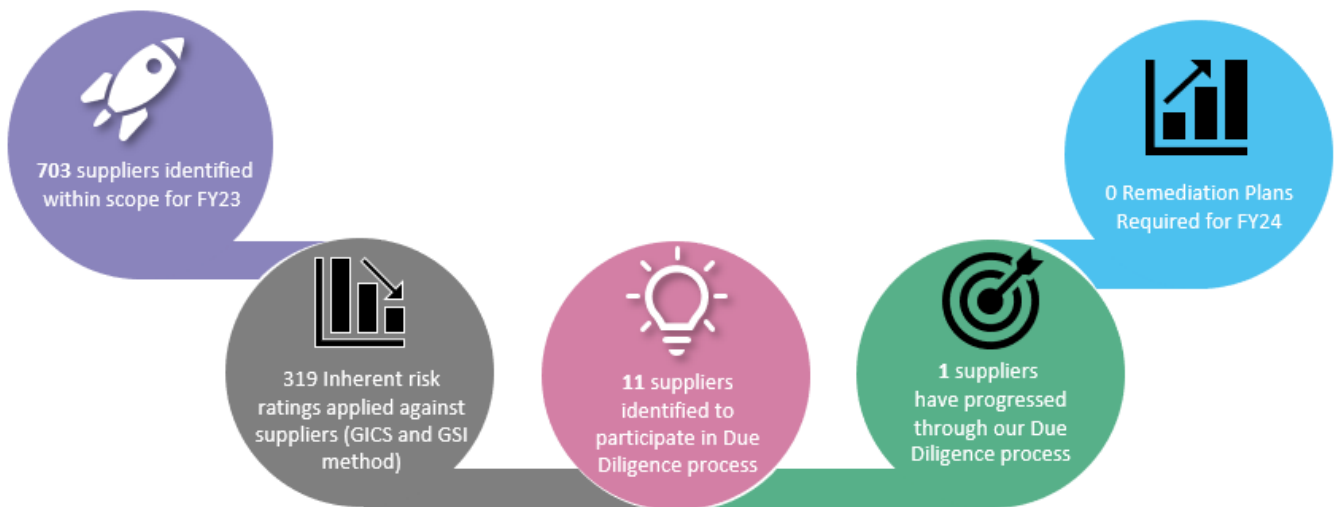 703 suppliers identified
within scope for FY23
319 Inherent risk
ratings applied against
suppliers (GICS and GSI
method)
11 suppliers
identified to
participate in Due
Diligence process
1 suppliers
have progressed
through our Due
Diligence process
0 Remediation Plans
Required for FY24